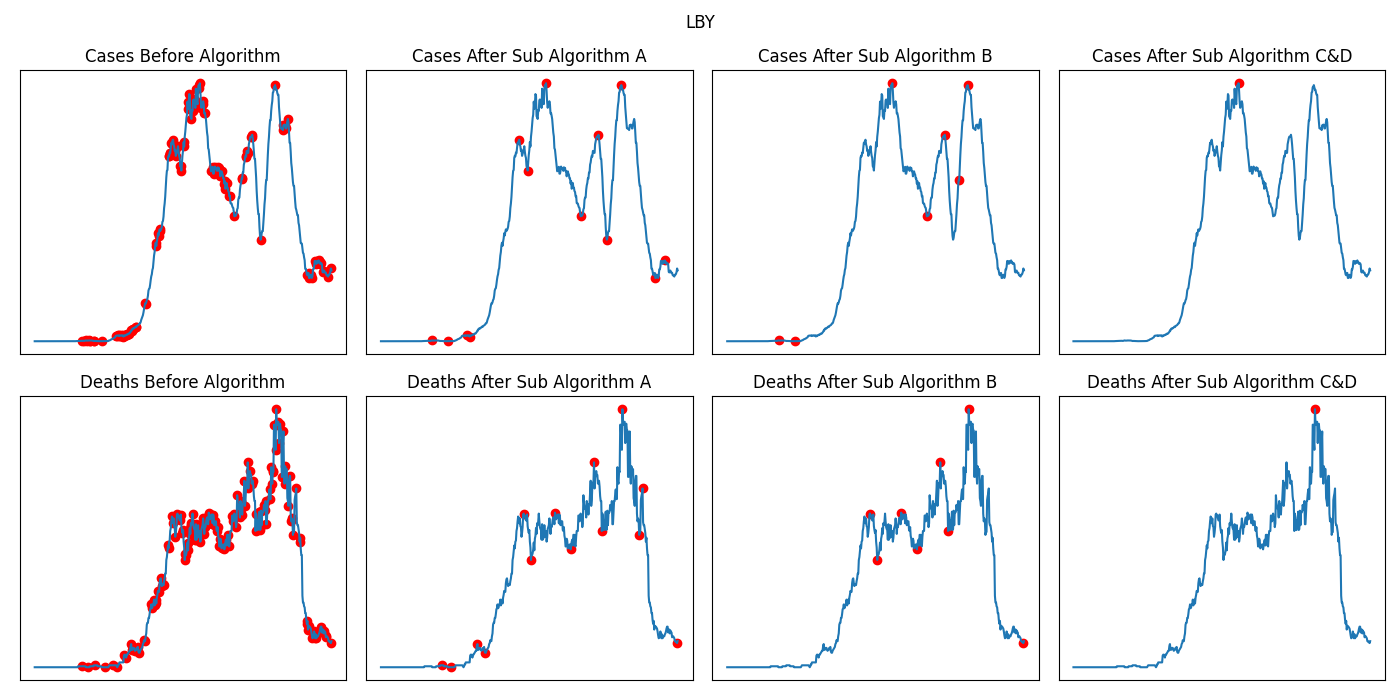 LBY
Cases Before Algorithm
Cases After Sub Algorithm A
Cases After Sub Algorithm B
Cases After Sub Algorithm C&D
Deaths Before Algorithm
Deaths After Sub Algorithm A
Deaths After Sub Algorithm B
Deaths After Sub Algorithm C&D